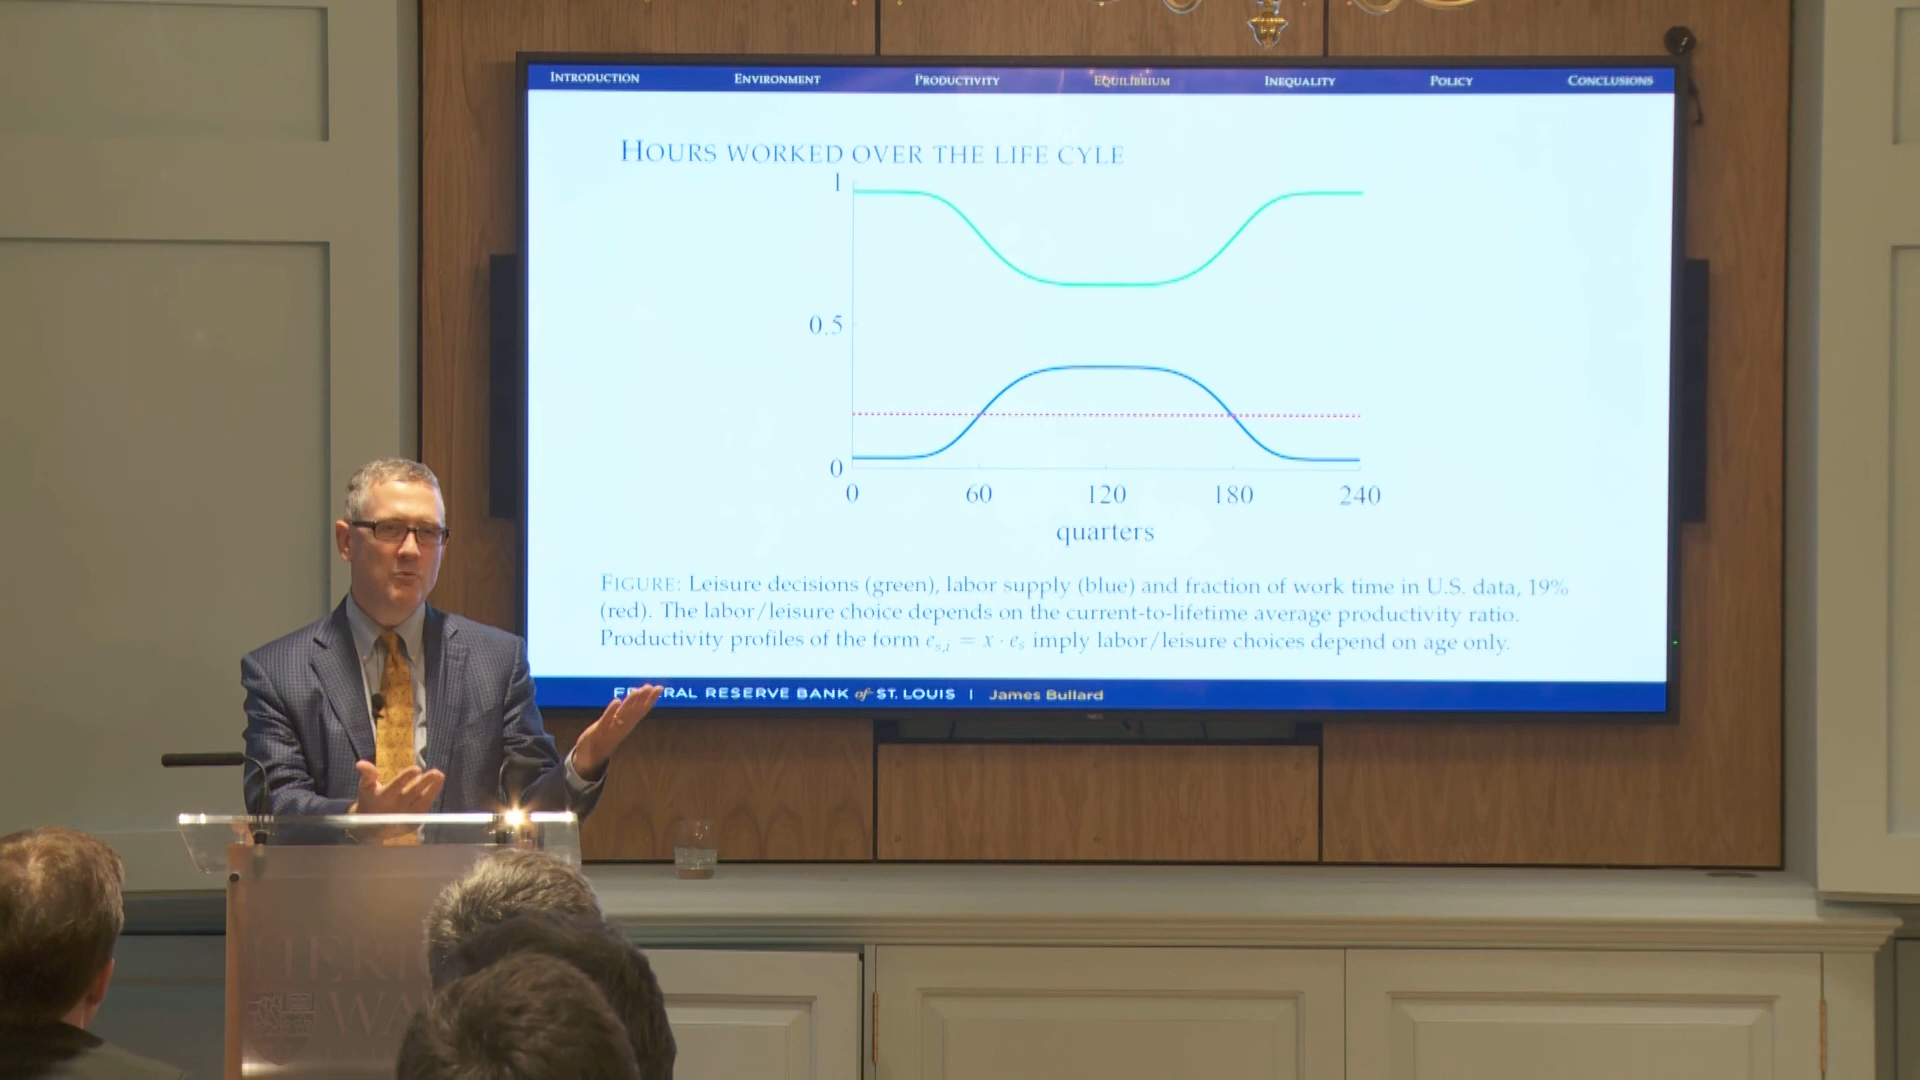 INTRODUCTION ENVIRONMENT PRODUCTIVITY EQUILIBRIUM INEQUALITY POLICY CONCLUSIONS
HOURS WORKED OVER THE LIFE CYLE
1
0.5
0
0 60 120 180 240
quarters
FIGURE: Leisure decisions (green), labor supply (blue) and fraction of work time in U.S. data, 19%
(red). The labor/leisure choice depends on the current-to-lifetime average productivity ratio.
Productivity profiles of the form e_{s,i} = x · e_s imply labor/leisure choices depend on age only.
RESERVE BANK of ST. LOUIS | James Bullard